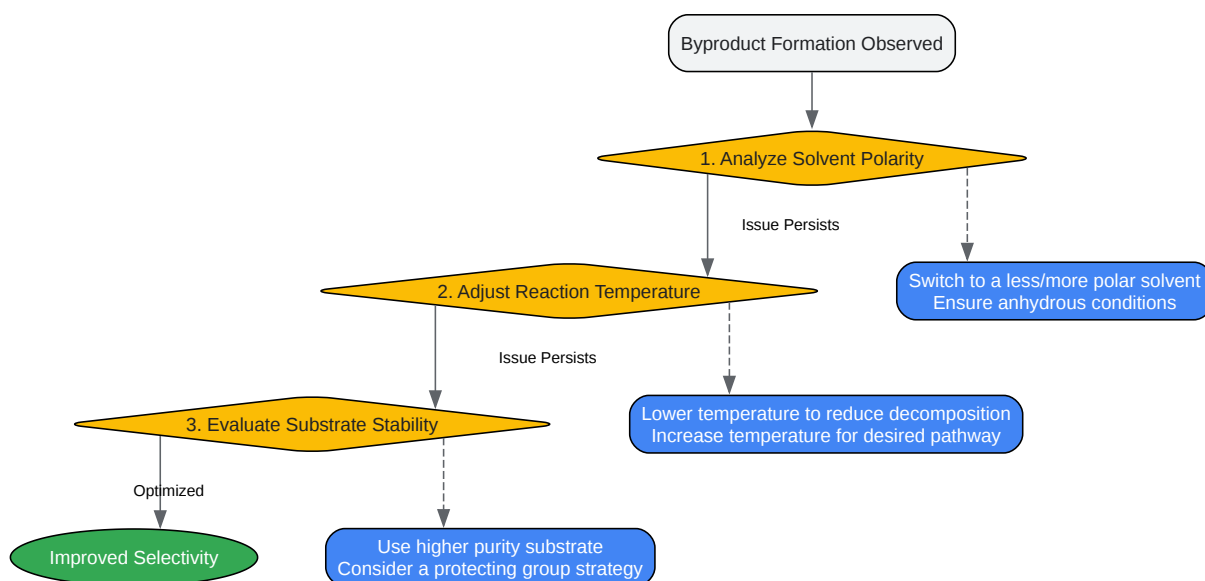 Byproduct Formation Observed
1. Analyze Solvent Polarity
Issue Persists
Switch to a less/more polar solvent
Ensure anhydrous conditions
2. Adjust Reaction Temperature
Issue Persists
Lower temperature to reduce decomposition
Increase temperature for desired pathway
3. Evaluate Substrate Stability
Optimized
Improved Selectivity
Use higher purity substrate
Consider a protecting group strategy